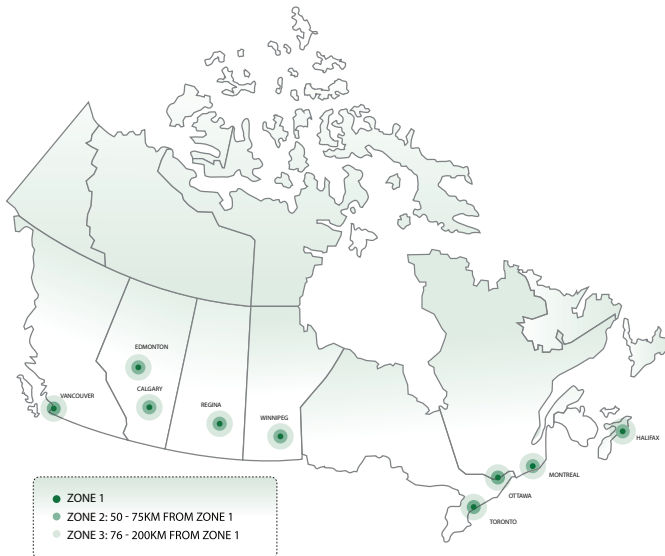 EDMONTON
CALGARY
VANCOUVER
REGINA
WINNIPEG
HALIFAX
MONTREAL
OTTAWA
TORONTO
ZONE 1
ZONE 2: 50 - 75KM FROM ZONE 1
ZONE 3: 76 - 200KM FROM ZONE 1